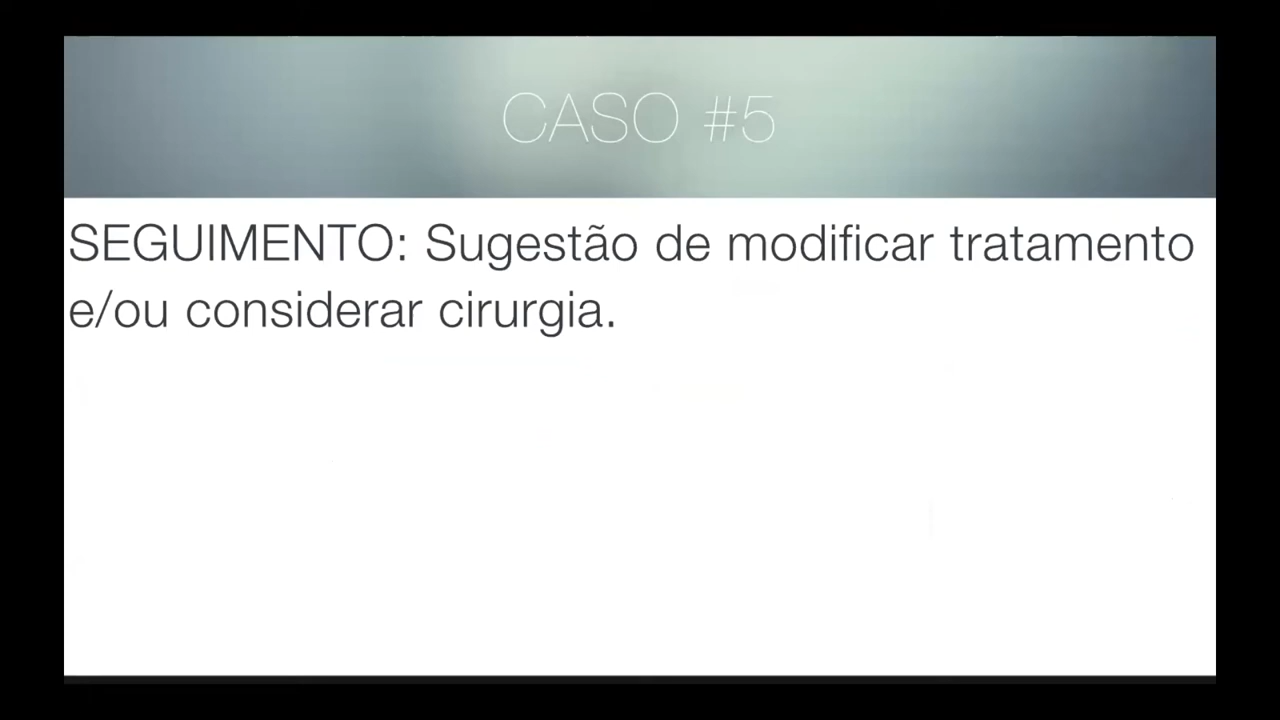 CASO #5
SEGUIMENTO: Sugestão de modificar tratamento
e/ou considerar cirurgia.